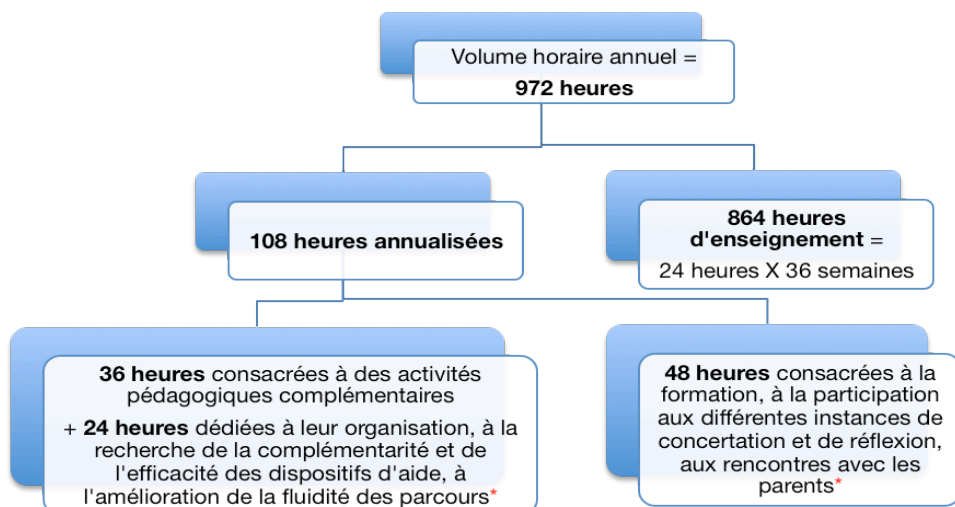 Volume horaire annuel =
972 heures
108 heures annualisées
864 heures
d'enseignement =
24 heures X 36 semaines
36 heures consacrées à des activités
pédagogiques complémentaires
+ 24 heures dédiées à leur organisation, à la
recherche de la complémentarité et de
l'efficacité des dispositifs d'aide, à
l'amélioration de la fluidité des parcours*
48 heures consacrées à la
formation, à la participation
aux différentes instances de
concertation et de réflexion,
aux rencontres avec les
parents*